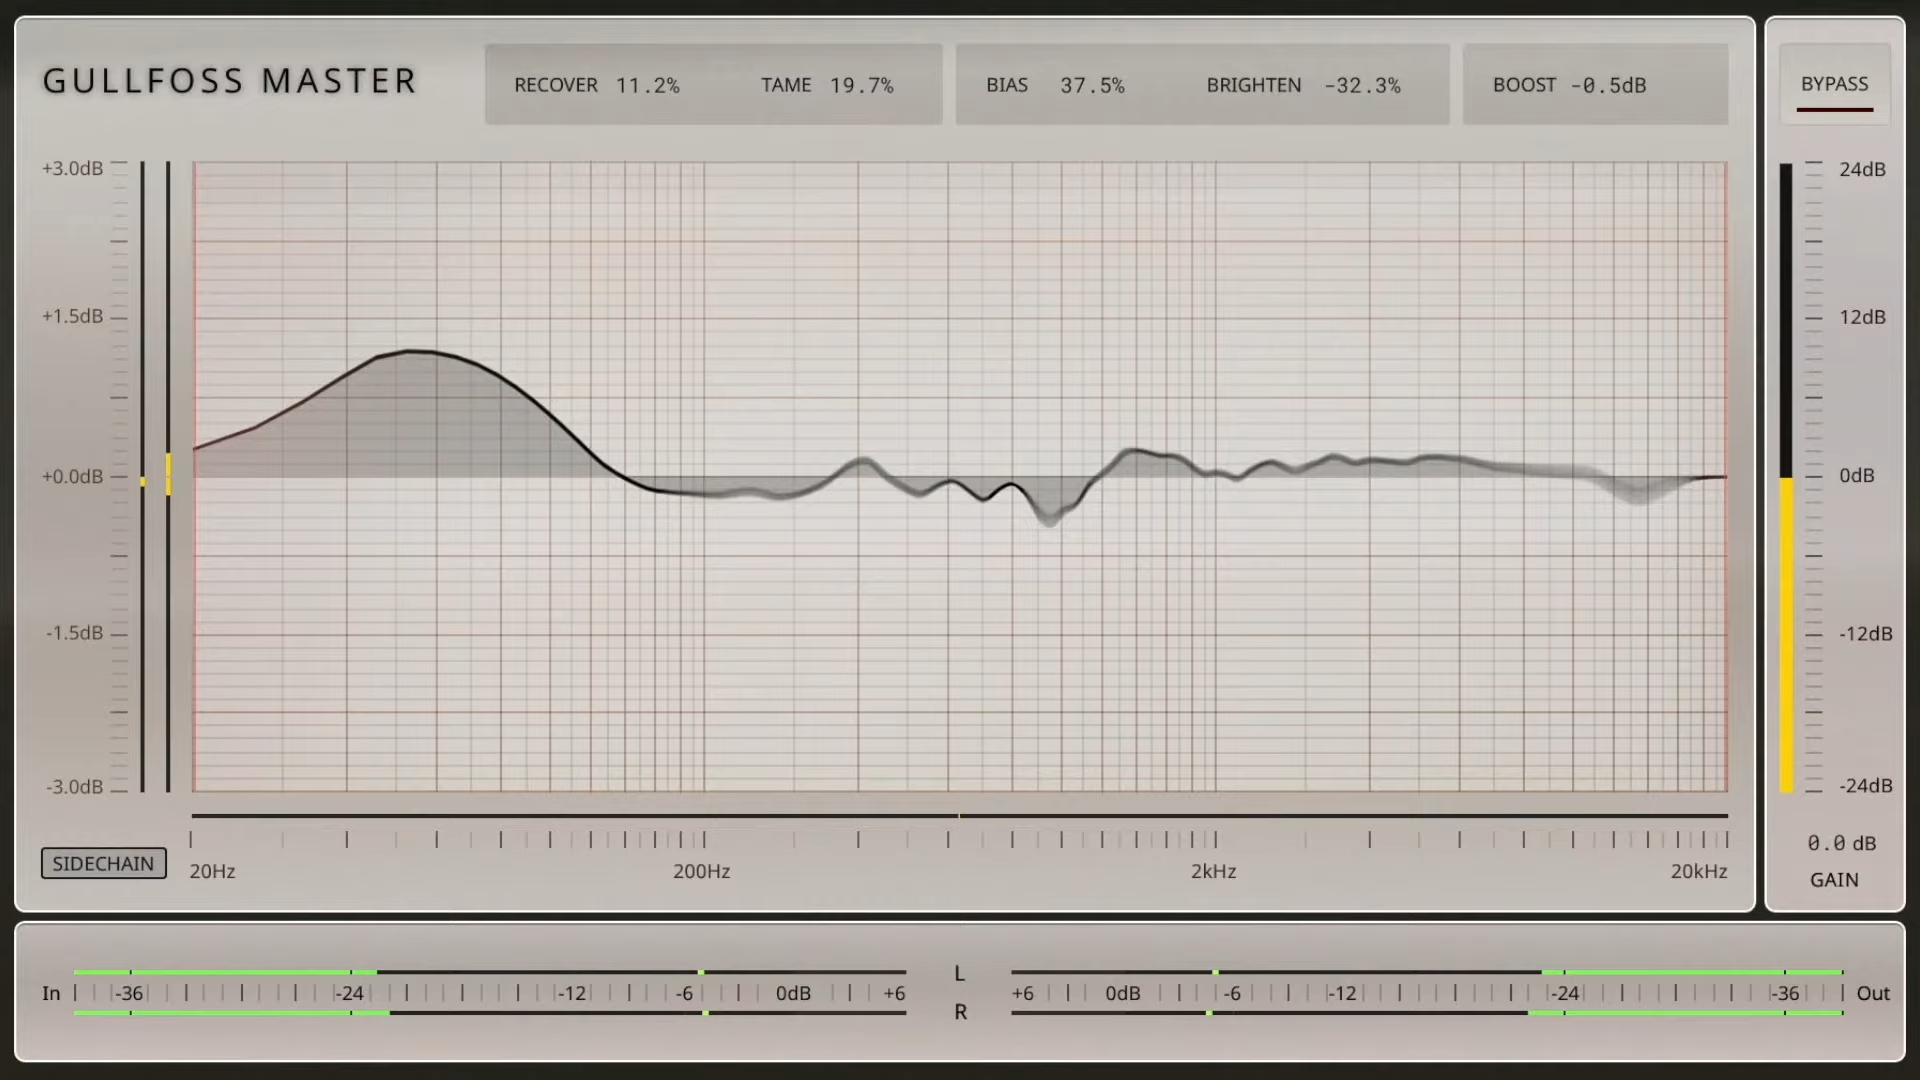 GULLFOSS MASTER
RECOVER 11.2% TAME 19.7% BIAS 37.5% BRIGHTEN -32.3% BOOST -0.5dB BYPASS
+3.0dB 24dB
+1.5dB 12dB
+0.0dB 0dB
-1.5dB -12dB
-3.0dB -24dB
0.0 dB
SIDECHAIN 20Hz 200Hz 2kHz 20kHz GAIN
L
In -36 -24 -12 -6 0dB +6 +6 0dB -6 -12 -24 -36 Out
R